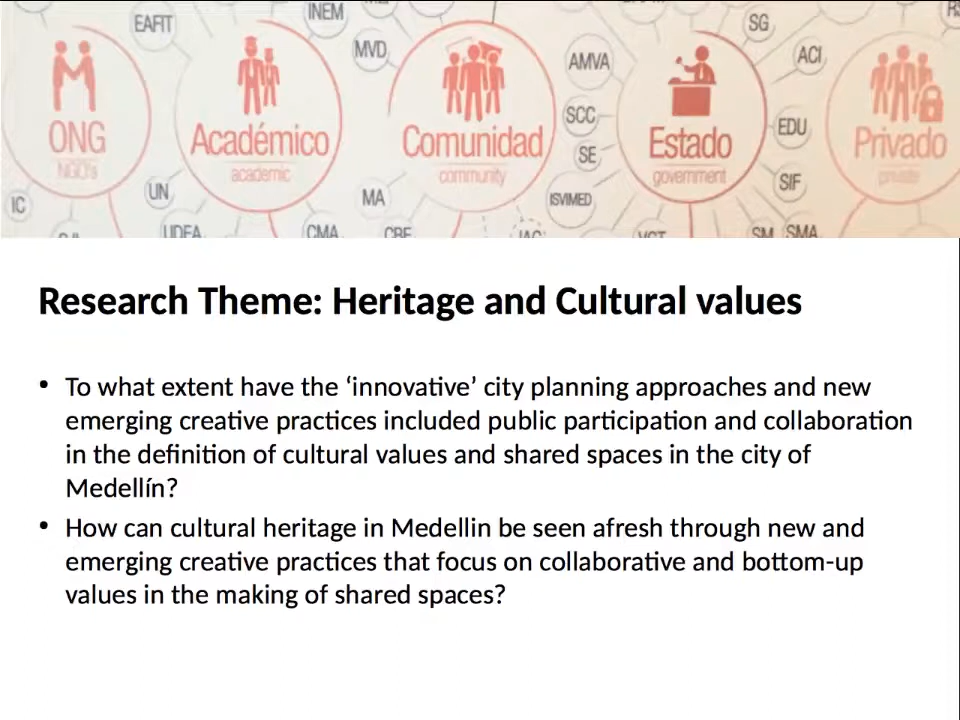 EAFIT
INEM
MVD
AMVA
SG
ACI
ONG
NGO's
Académico
academic
Comunidad
community
SCC
SE
Estado
government
EDU
Privado
private
IC
UN
MA
ISVIMED
SIF
UDEA
CMA
SM
SMA
Research Theme: Heritage and Cultural values
• To what extent have the ‘innovative’ city planning approaches and new
emerging creative practices included public participation and collaboration
in the definition of cultural values and shared spaces in the city of
Medellín?
• How can cultural heritage in Medellin be seen afresh through new and
emerging creative practices that focus on collaborative and bottom-up
values in the making of shared spaces?